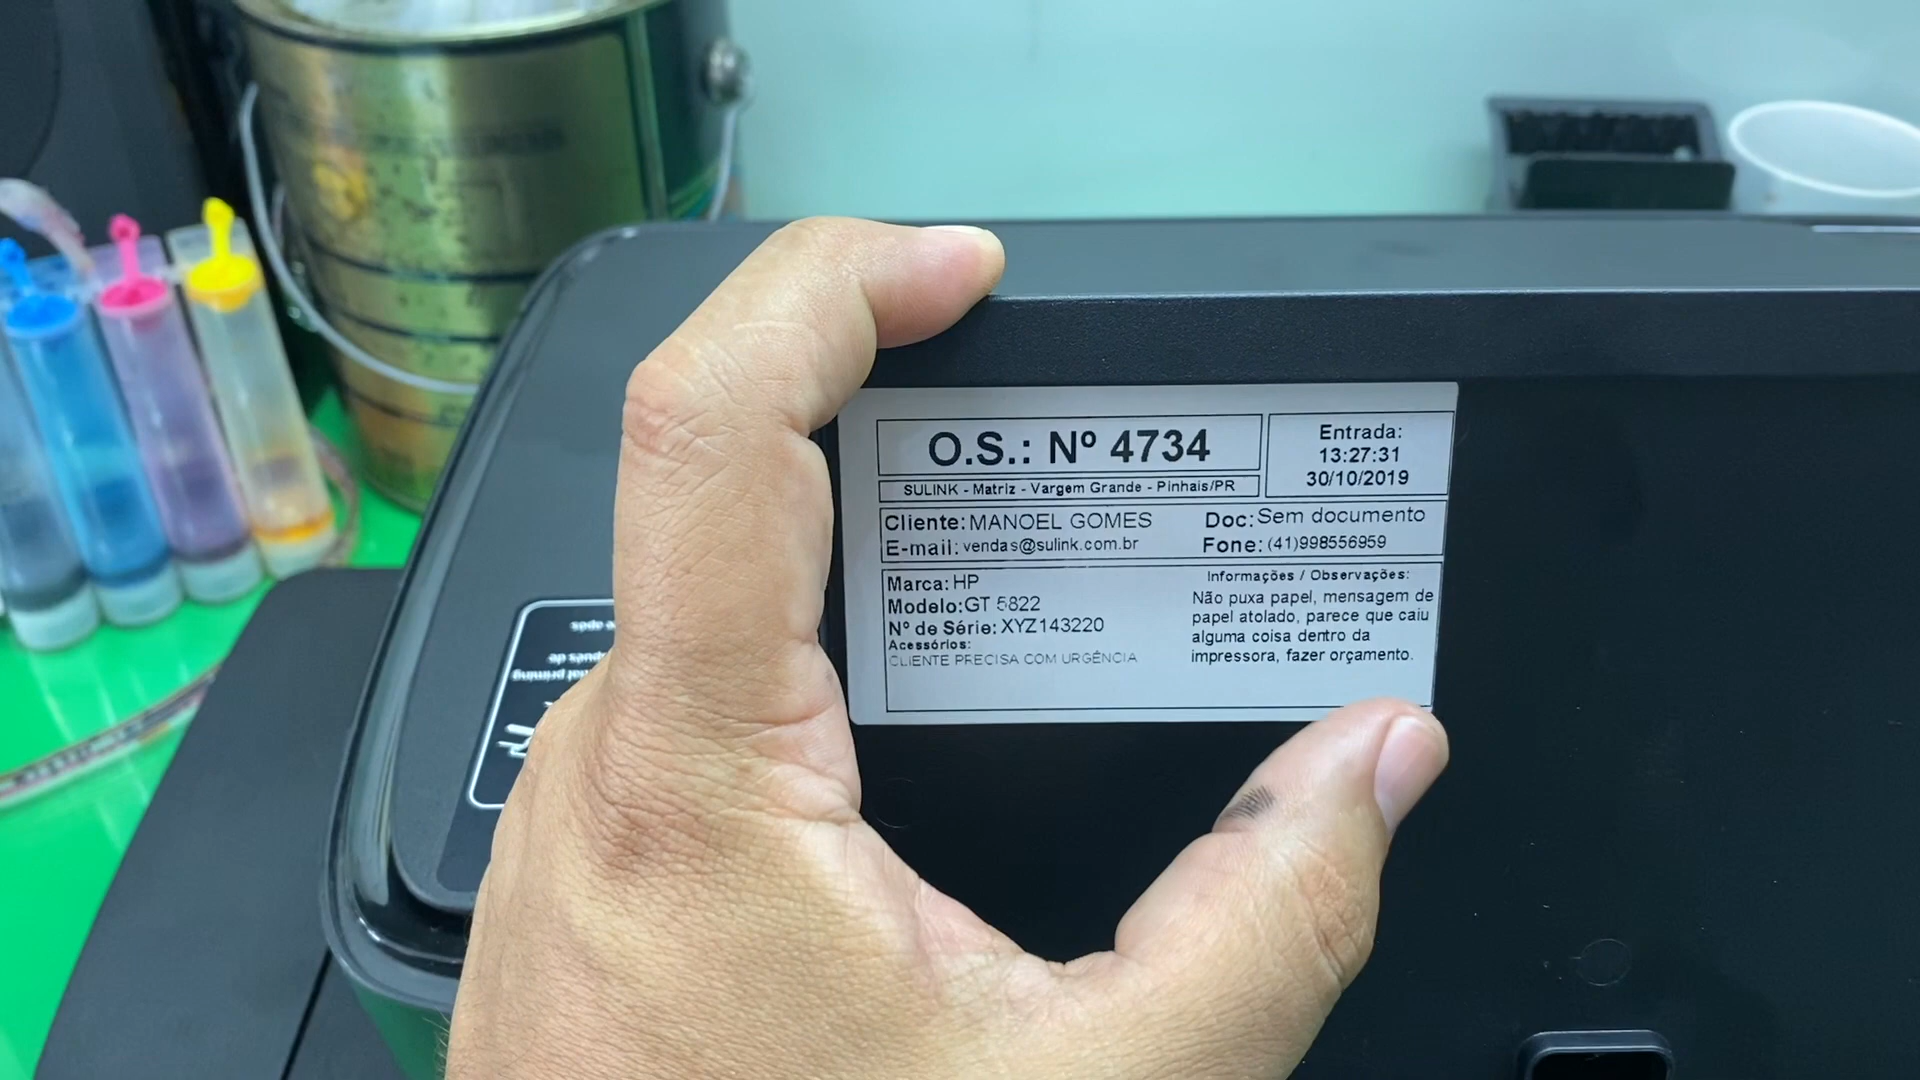 O.S.: Nº 4734
Entrada:
13:27:31
30/10/2019
SULINK - Matriz - Vargem Grande - Pinhais/PR
Cliente: MANOEL GOMES
Doc: Sem documento
E-mail: vendas@sulink.com.br
Fone: (41)998556959
Marca: HP
Modelo: GT 5822
Nº de Série: XYZ143220
Acessórios:
CLIENTE PRECISA COM URGÊNCIA
Informações / Observações:
Não puxa papel, mensagem de
papel atolado, parece que caiu
alguma coisa dentro da
impressora, fazer orçamento.
priming